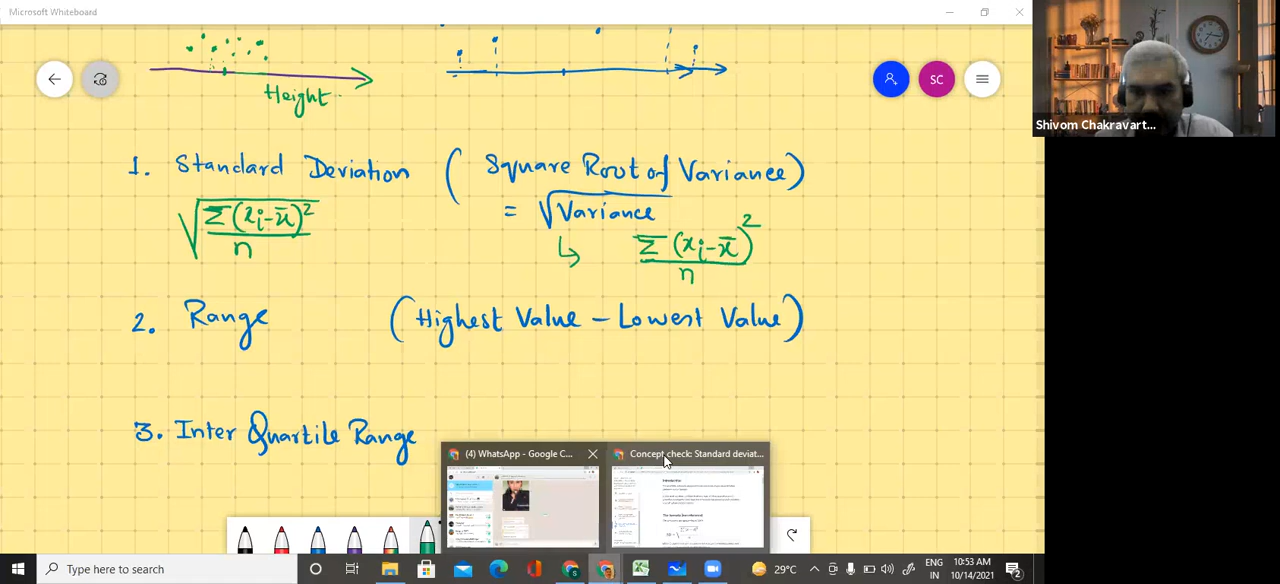 Microsoft Whiteboard
SC
Shivom Chakravart...
Height
1. Standard Deviation (Square Root of Variance)
= √Variance
√(Σ(xᵢ-x̄)²/n)
↳ Σ(xᵢ-x̄)²/n
2. Range (Highest Value - Lowest Value)
3. Inter Quartile Range
(4) WhatsApp - Google C...
Concept check: Standard deviat...
Type here to search
29°C
ENG
IN
10:53 AM
10/14/2021
2